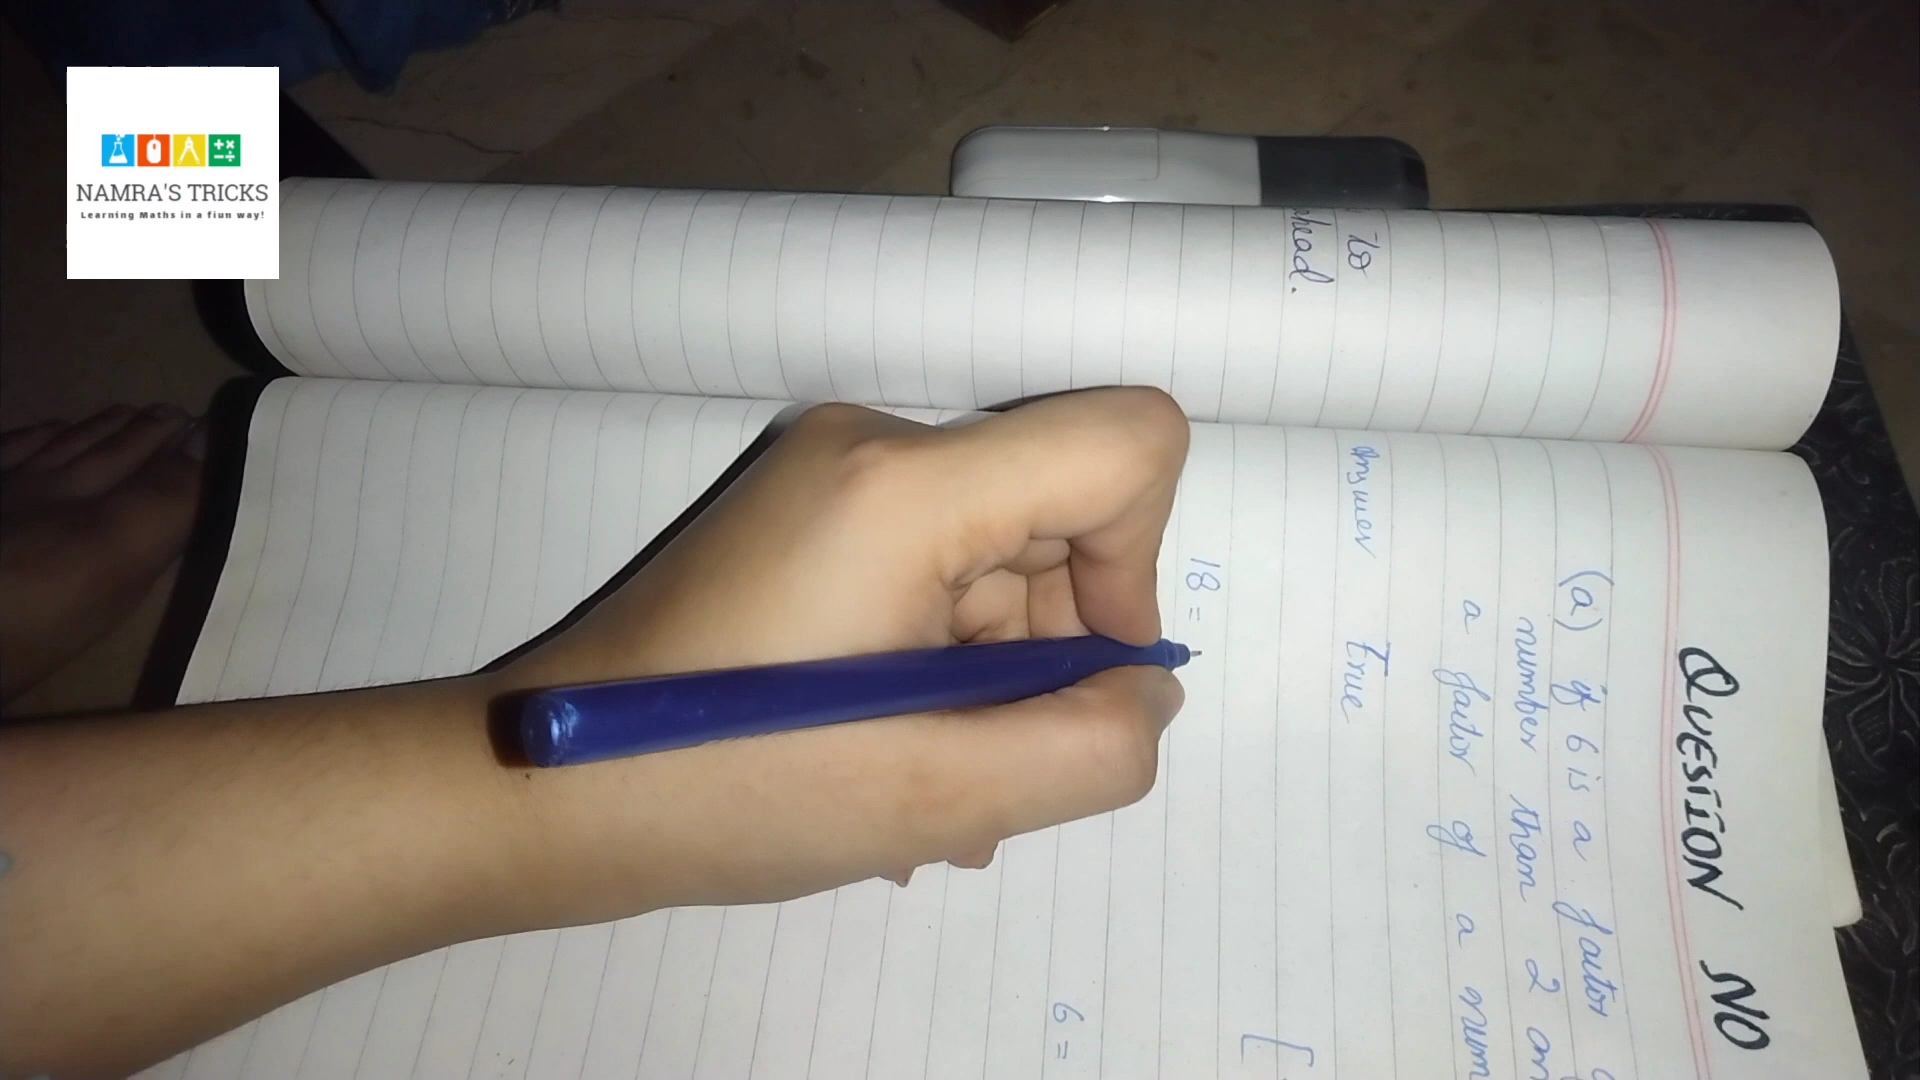 NAMRA'S TRICKS
Learning Maths in a fiun way!
to
ahead.
QUESTION NO
(a) if 6 is a factor
number than 2 an
a factor of a num
Answer True
[
18 =
6 =